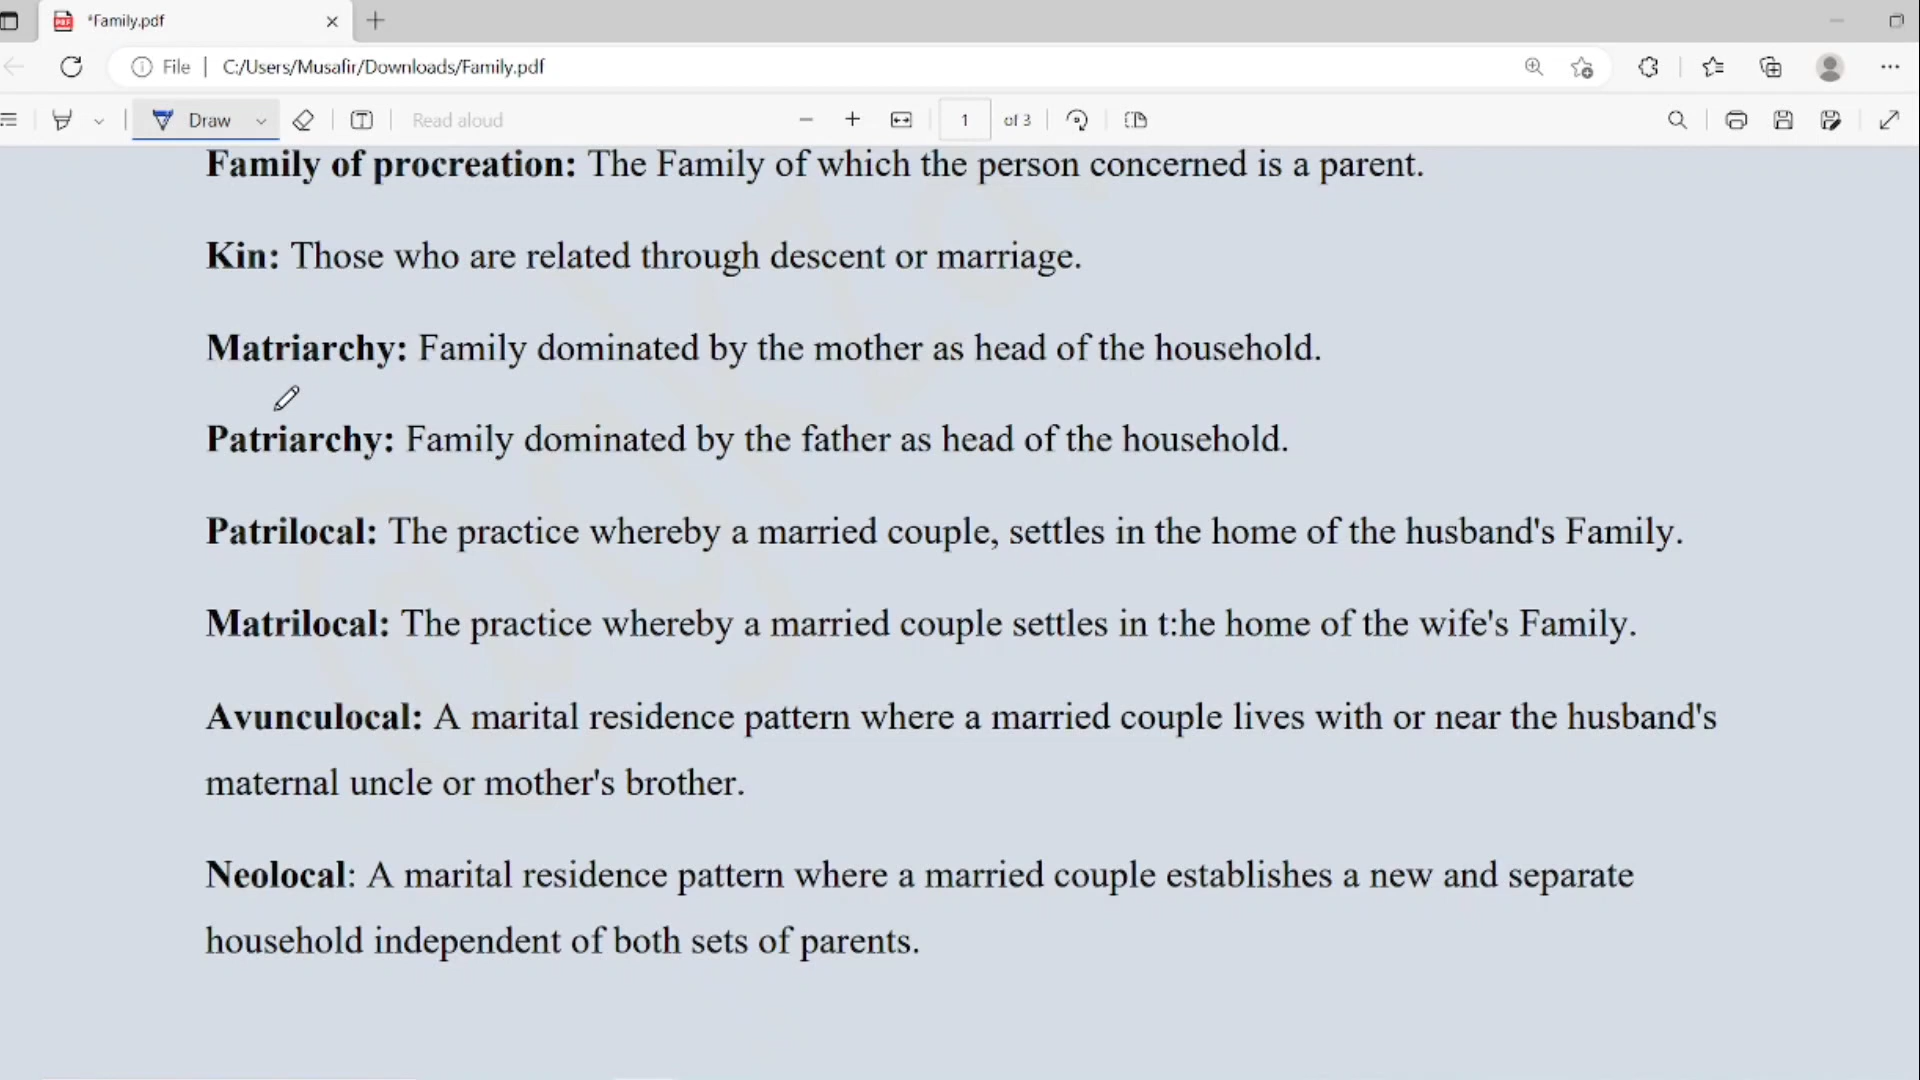 *Family.pdf
File
C:/Users/Musafir/Downloads/Family.pdf
Draw
Read aloud
1 of 3
Family of procreation: The Family of which the person concerned is a parent.
Kin: Those who are related through descent or marriage.
Matriarchy: Family dominated by the mother as head of the household.
Patriarchy: Family dominated by the father as head of the household.
Patrilocal: The practice whereby a married couple, settles in the home of the husband's Family.
Matrilocal: The practice whereby a married couple settles in t:he home of the wife's Family.
Avunculocal: A marital residence pattern where a married couple lives with or near the husband's
maternal uncle or mother's brother.
Neolocal: A marital residence pattern where a married couple establishes a new and separate
household independent of both sets of parents.